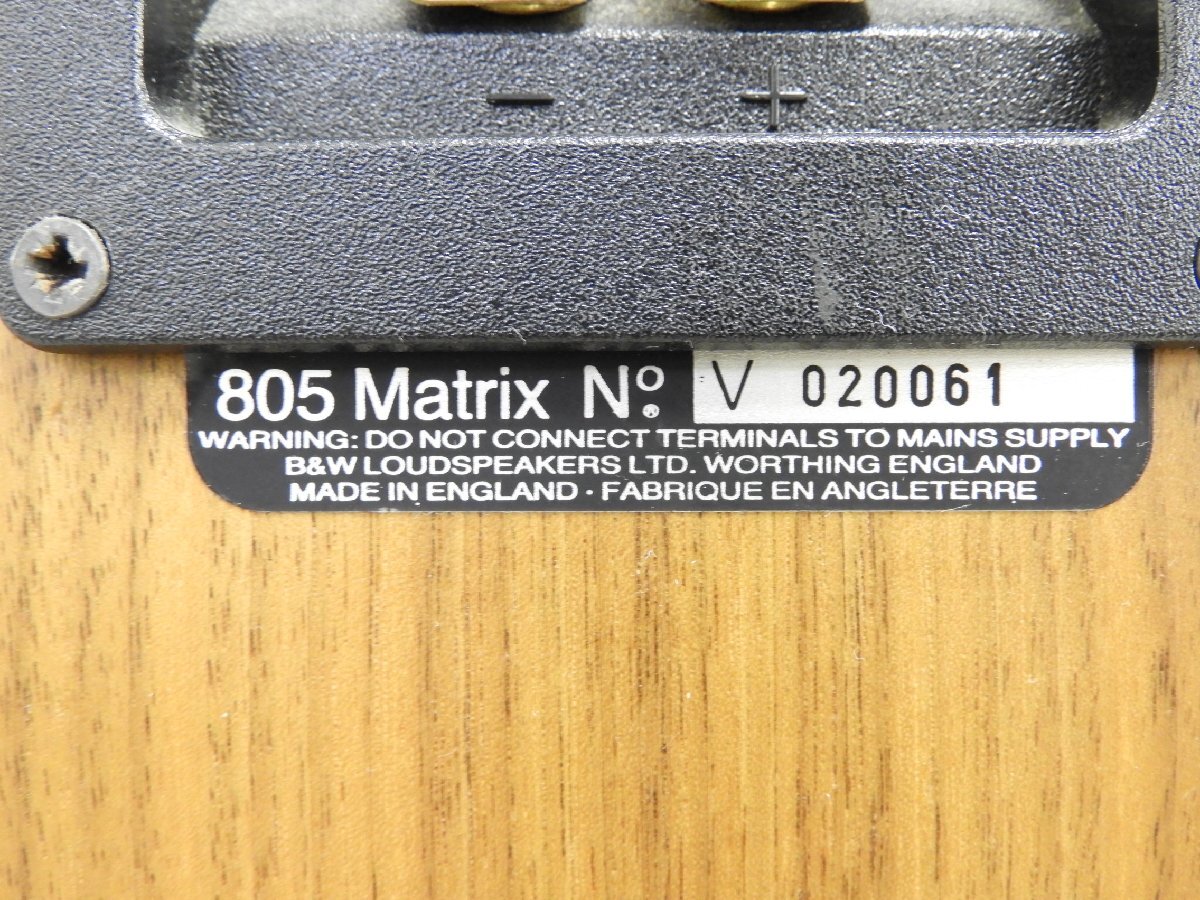 − +
805 Matrix Nº. V 020061
WARNING: DO NOT CONNECT TERMINALS TO MAINS SUPPLY
B&W LOUDSPEAKERS LTD. WORTHING ENGLAND
MADE IN ENGLAND · FABRIQUE EN ANGLETERRE